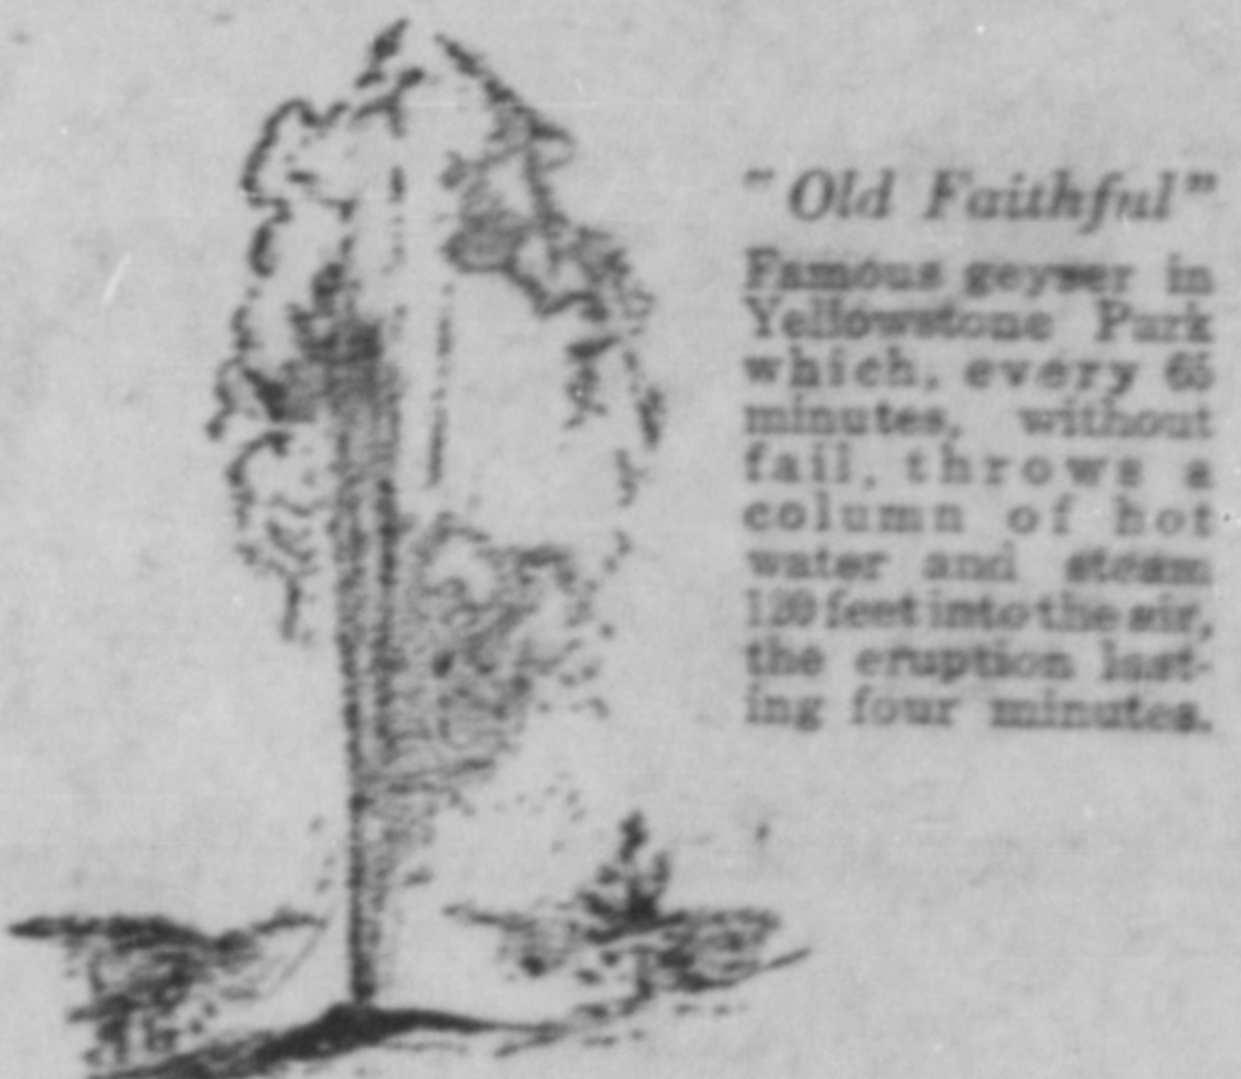 "Old Faithful"
Famous geyser in
Yellowstone Park
which, every 65
minutes, without
fail, throws a
column of hot
water and steam
120 feet into the air,
the eruption last-
ing four minutes.